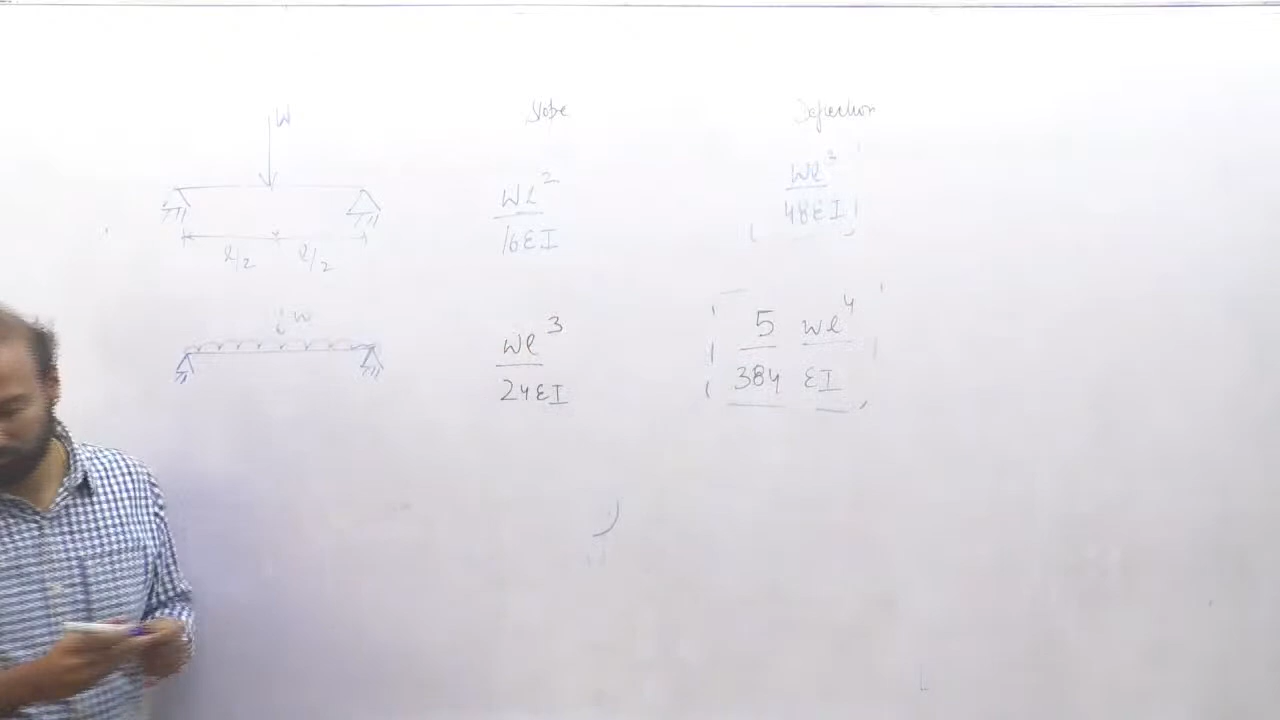 W
Slope
Deflection
Wl²
16EI
Wl³
48EI
l/2
l/2
w
wl³
24EI
5 wl⁴
384 EI